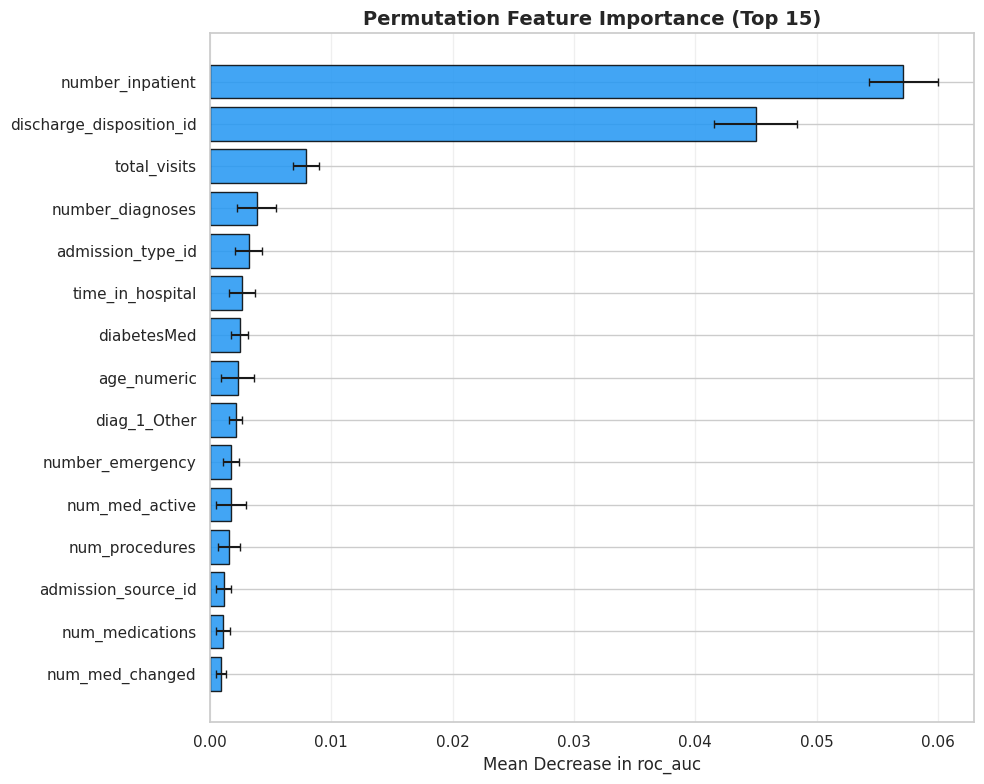 Permutation Feature Importance (Top 15)
number_inpatient
discharge_disposition_id
total_visits
number_diagnoses
admission_type_id
time_in_hospital
diabetesMed
age_numeric
diag_1_Other
number_emergency
num_med_active
num_procedures
admission_source_id
num_medications
num_med_changed
0.00 0.01 0.02 0.03 0.04 0.05 0.06
Mean Decrease in roc_auc